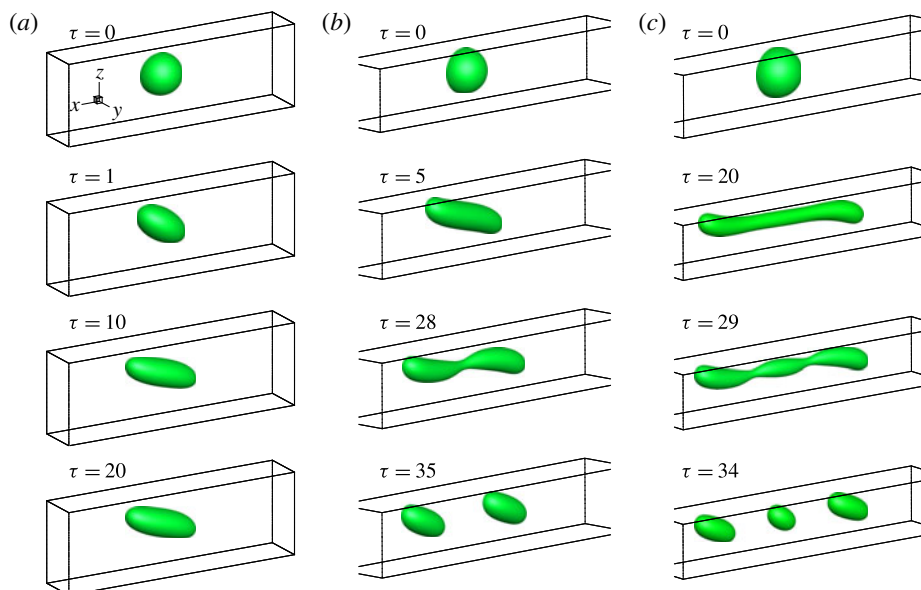 (a)
τ = 0
z
x
y
τ = 1
τ = 10
τ = 20
(b)
τ = 0
τ = 5
τ = 28
τ = 35
(c)
τ = 0
τ = 20
τ = 29
τ = 34